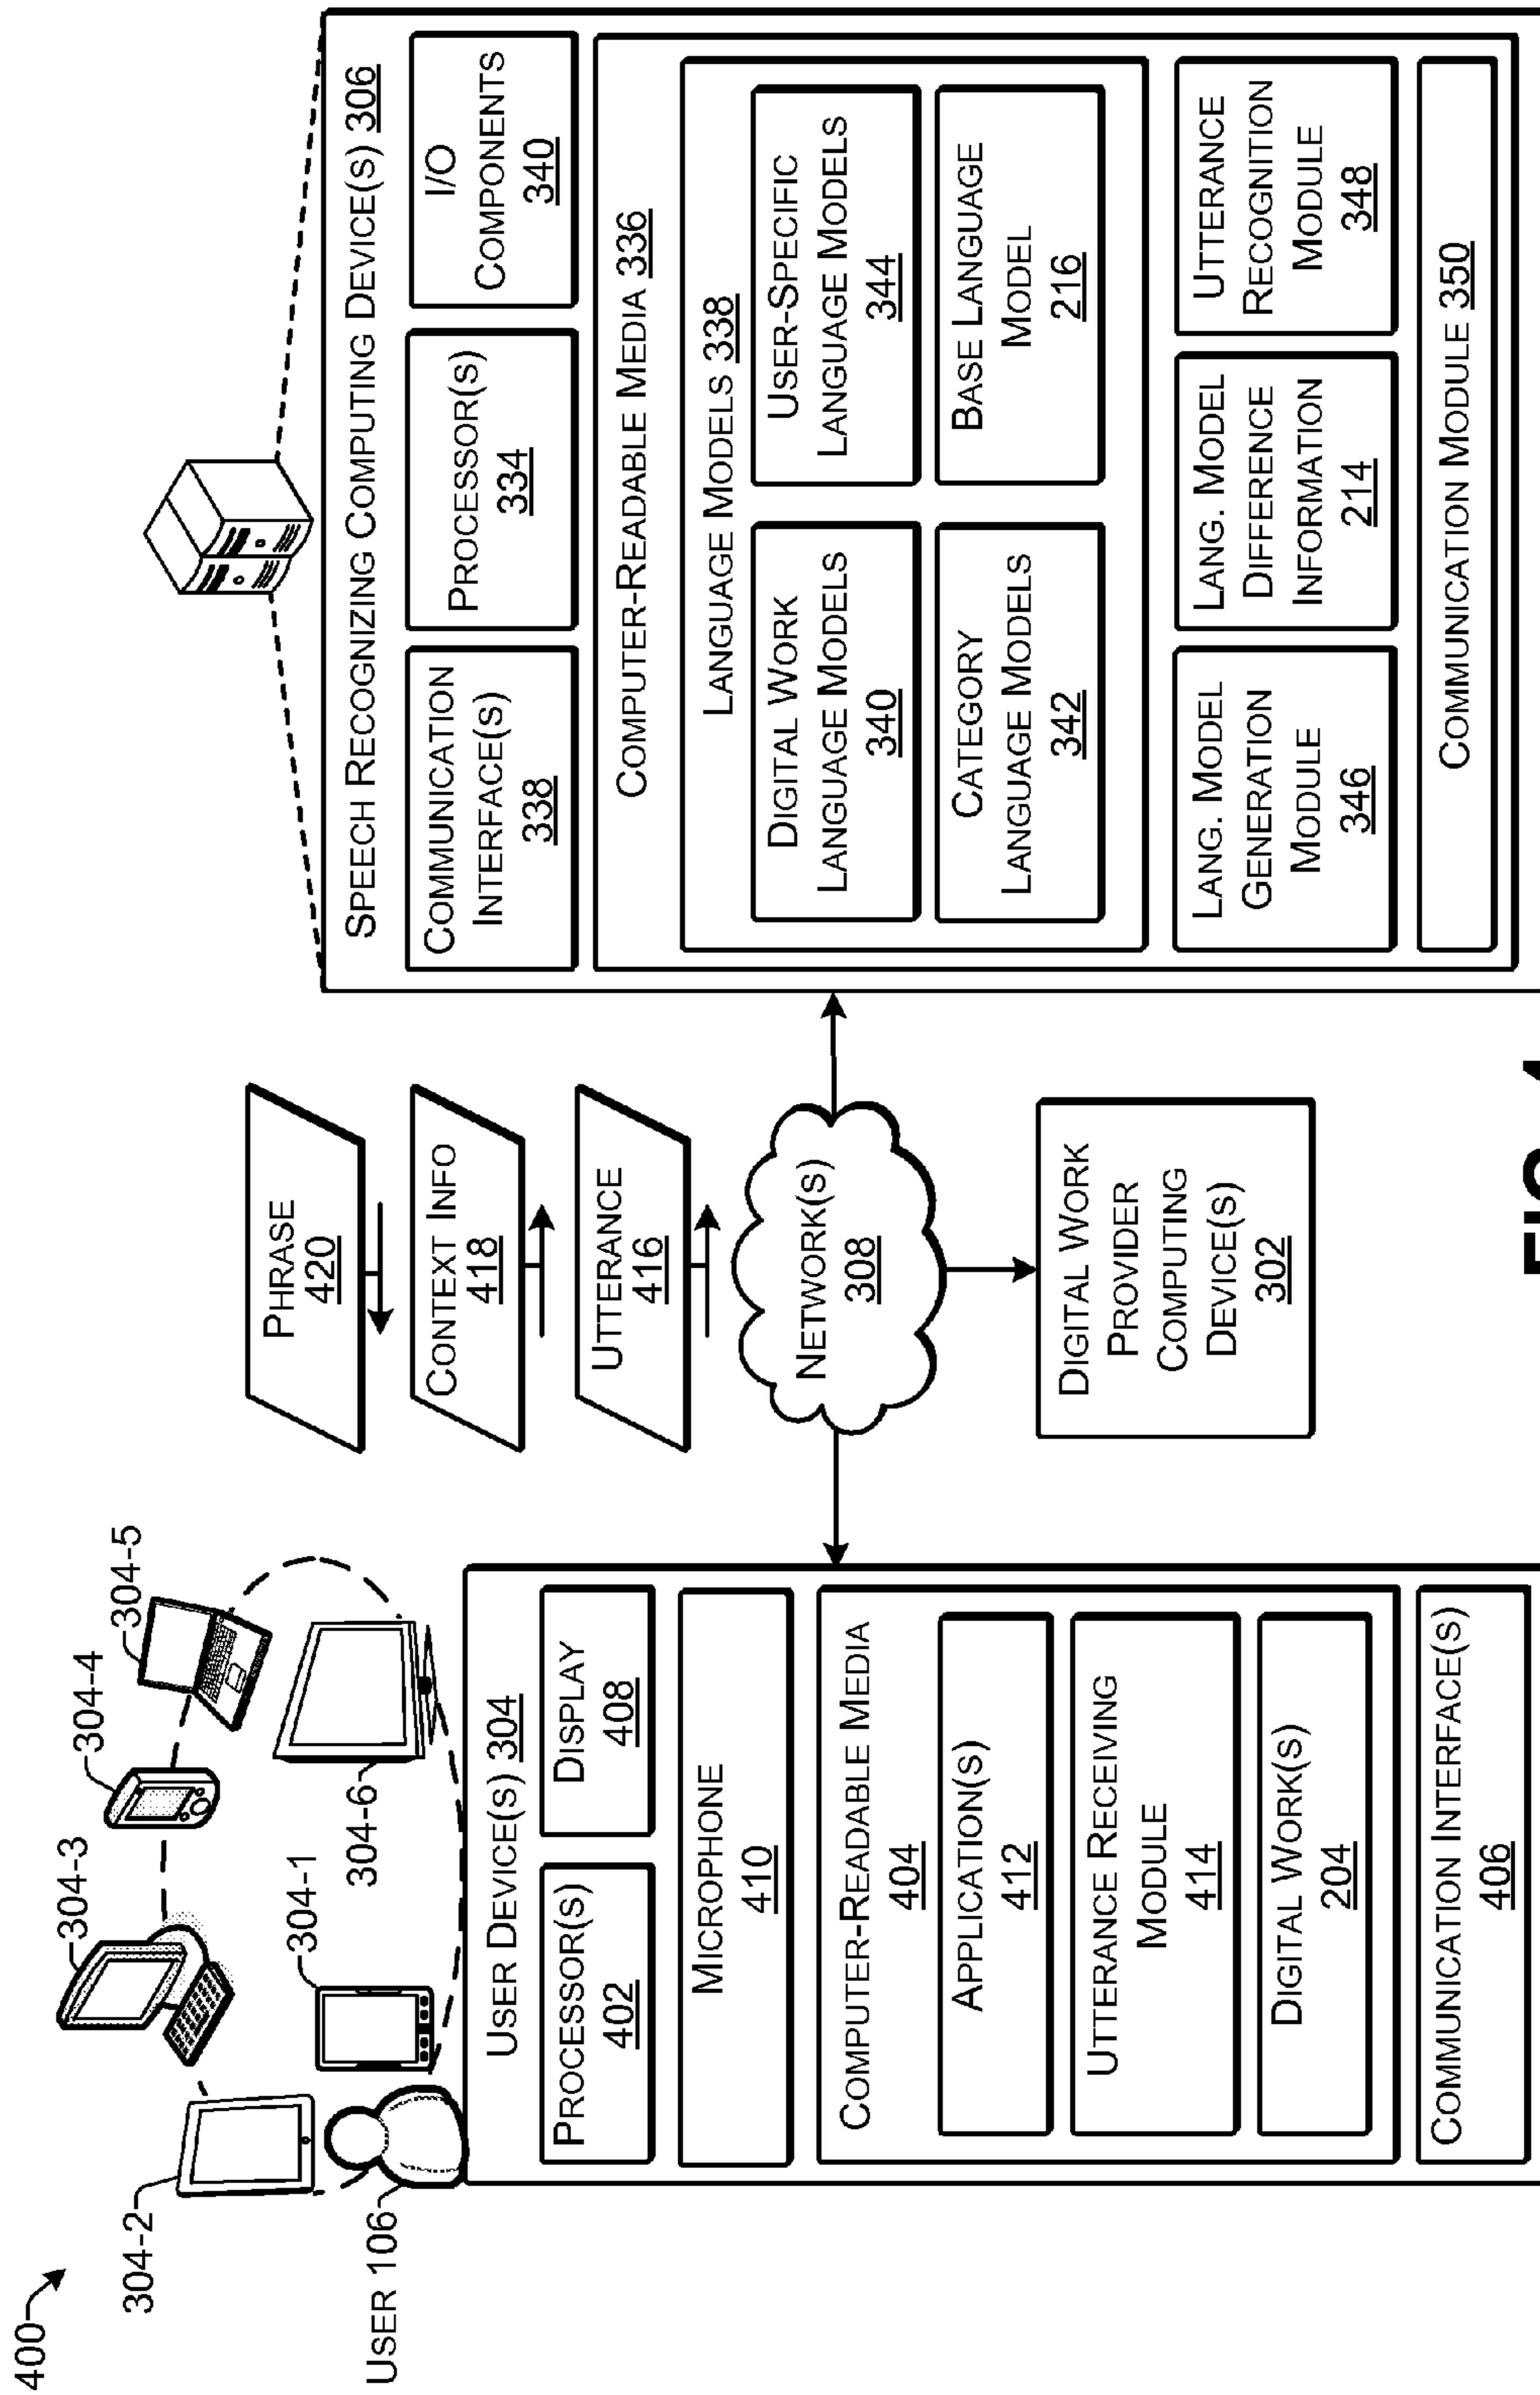 400
304-2
304-3
304-4
304-5
304-1
304-6
USER 106
USER DEVICE(S) 304
PROCESSOR(S)
402
DISPLAY
408
MICROPHONE
410
COMPUTER-READABLE MEDIA
404
APPLICATION(S)
412
UTTERANCE RECEIVING
MODULE
414
DIGITAL WORK(S)
204
COMMUNICATION INTERFACE(S)
406
PHRASE
420
CONTEXT INFO
418
UTTERANCE
416
NETWORK(S)
308
DIGITAL WORK
PROVIDER
COMPUTING
DEVICE(S)
302
SPEECH RECOGNIZING COMPUTING DEVICE(S) 306
COMMUNICATION
INTERFACE(S)
338
PROCESSOR(S)
334
I/O
COMPONENTS
340
COMPUTER-READABLE MEDIA 336
LANGUAGE MODELS 338
DIGITAL WORK
LANGUAGE MODELS
340
USER-SPECIFIC
LANGUAGE MODELS
344
CATEGORY
LANGUAGE MODELS
342
BASE LANGUAGE
MODEL
216
LANG. MODEL
GENERATION
MODULE
346
LANG. MODEL
DIFFERENCE
INFORMATION
214
UTTERANCE
RECOGNITION
MODULE
348
COMMUNICATION MODULE 350